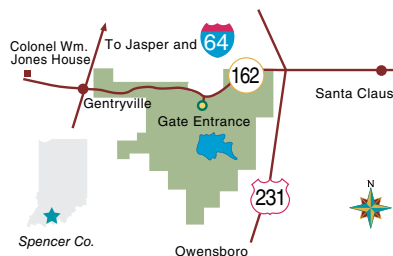 Colonel Wm.
Jones House
To Jasper and
64
162
Gentryville
Santa Claus
Gate Entrance
231
N
Spencer Co.
Owensboro